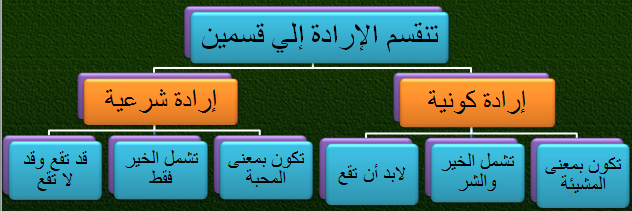 تنقسم الإرادة إلي قسمين
إرادة كونية
إرادة شرعية
تكون بمعنى
المشيئة
تشمل الخير
والشر
لابد أن تقع
تكون بمعنى
المحبة
تشمل الخير
فقط
قد تقع وقد
لا تقع